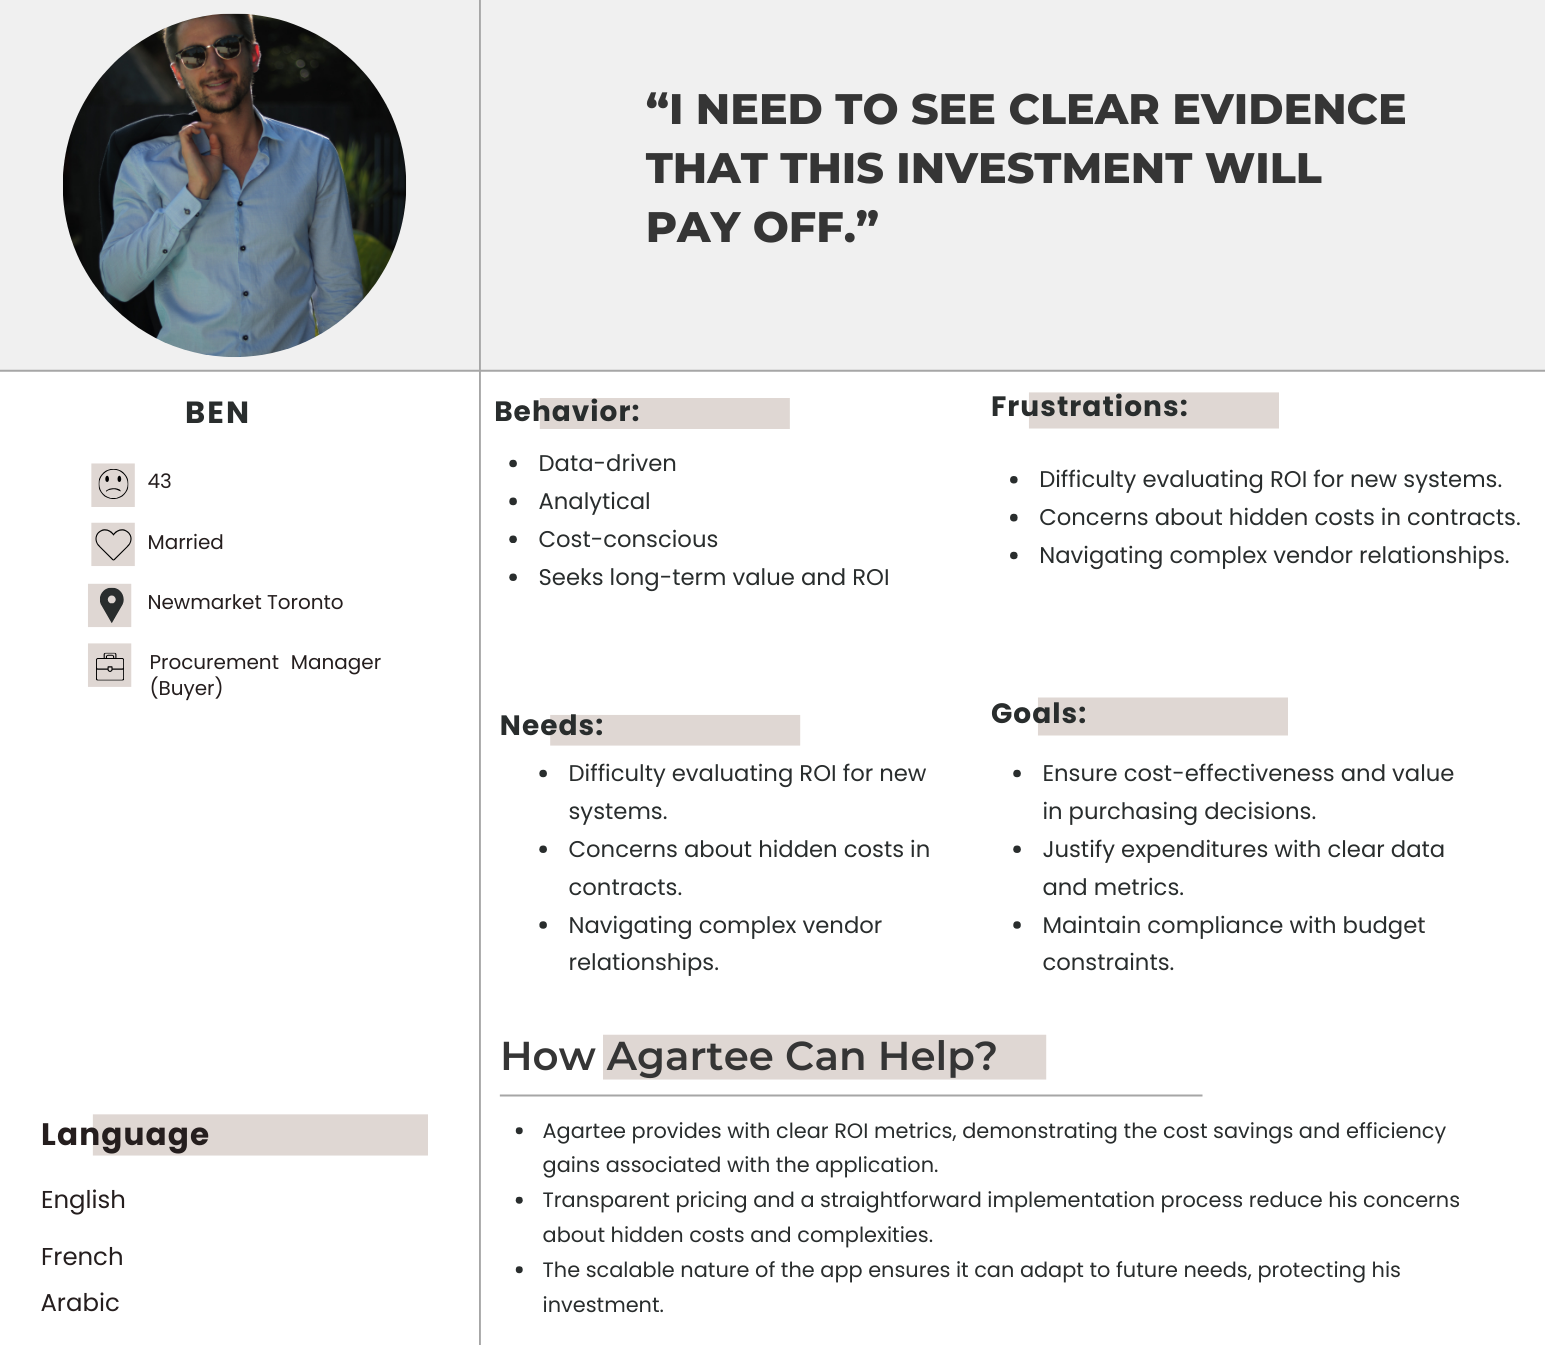 “I NEED TO SEE CLEAR EVIDENCE
THAT THIS INVESTMENT WILL
PAY OFF.”
BEN
43
Married
Newmarket Toronto
Procurement Manager
(Buyer)
Language
English
French
Arabic
Behavior:
• Data-driven
• Analytical
• Cost-conscious
• Seeks long-term value and ROI
Frustrations:
• Difficulty evaluating ROI for new systems.
• Concerns about hidden costs in contracts.
• Navigating complex vendor relationships.
Needs:
• Difficulty evaluating ROI for new
systems.
• Concerns about hidden costs in
contracts.
• Navigating complex vendor
relationships.
Goals:
• Ensure cost-effectiveness and value
in purchasing decisions.
• Justify expenditures with clear data
and metrics.
• Maintain compliance with budget
constraints.
How Agartee Can Help?
• Agartee provides with clear ROI metrics, demonstrating the cost savings and efficiency
gains associated with the application.
• Transparent pricing and a straightforward implementation process reduce his concerns
about hidden costs and complexities.
• The scalable nature of the app ensures it can adapt to future needs, protecting his
investment.